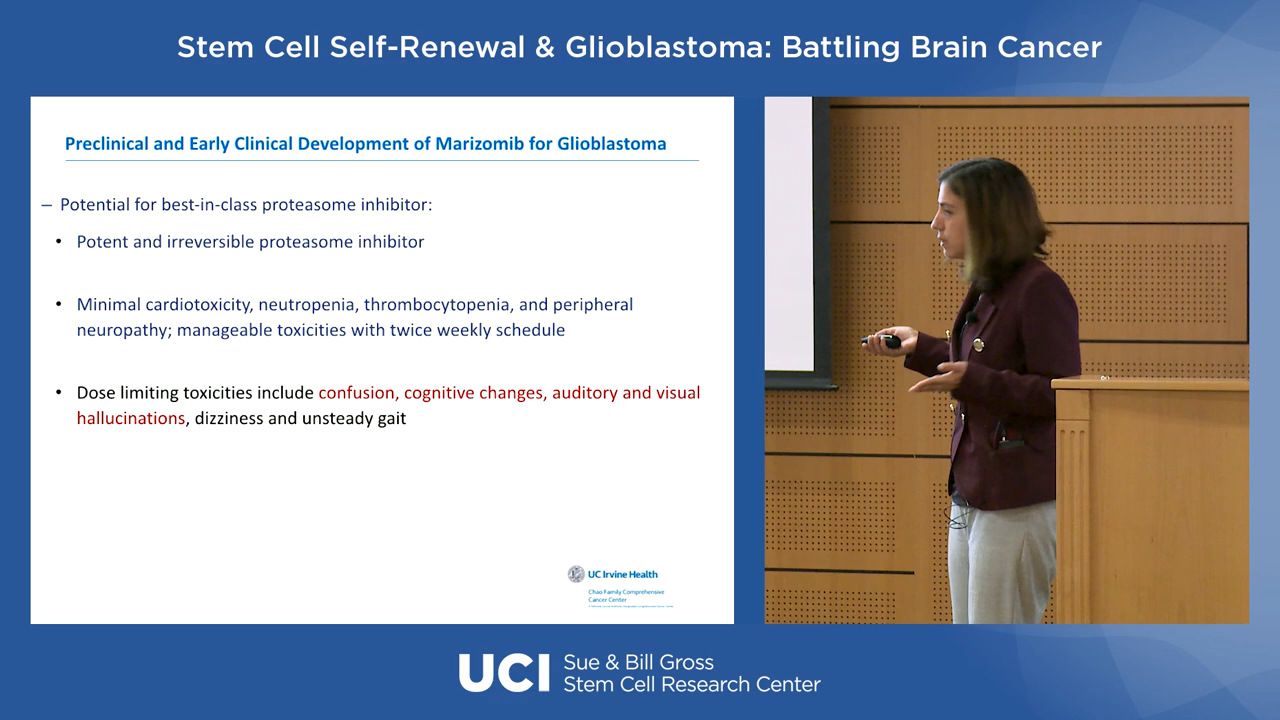 Stem Cell Self-Renewal & Glioblastoma: Battling Brain Cancer
Preclinical and Early Clinical Development of Marizomib for Glioblastoma
– Potential for best-in-class proteasome inhibitor:
• Potent and irreversible proteasome inhibitor
• Minimal cardiotoxicity, neutropenia, thrombocytopenia, and peripheral
neuropathy; manageable toxicities with twice weekly schedule
• Dose limiting toxicities include confusion, cognitive changes, auditory and visual
hallucinations, dizziness and unsteady gait
UC Irvine Health
Chao Family Comprehensive
Cancer Center
UCI
Sue & Bill Gross
Stem Cell Research Center